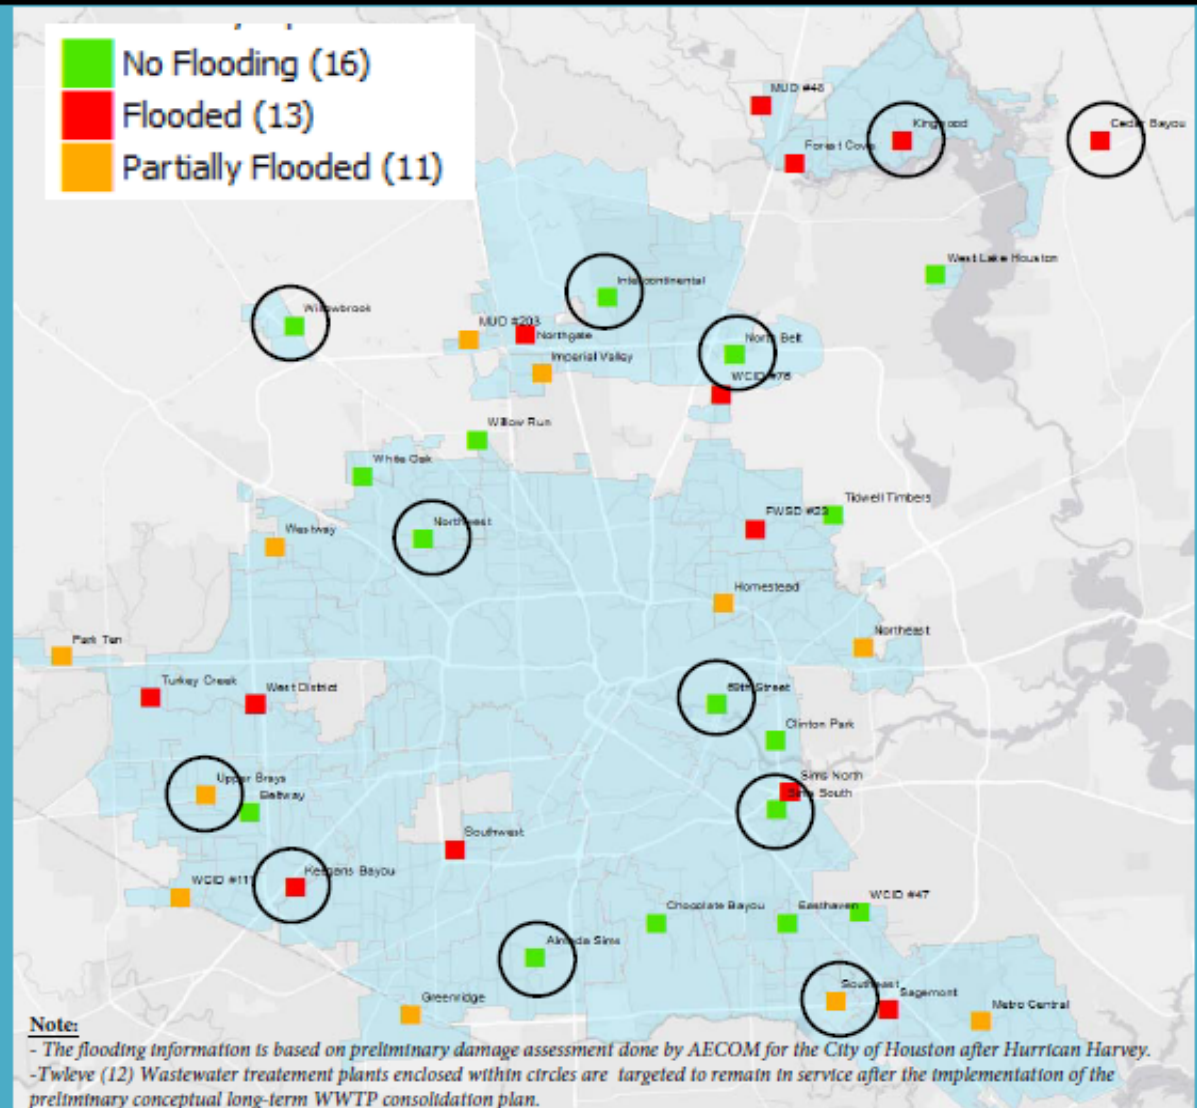 No Flooding (16)
Flooded (13)
Partially Flooded (11)
MUD #48
Kingwood
Cedar Bayou
Forest Cove
West Lake Houston
Intercontinental
Willowbrook
MUD #203
Northgate
North Belt
Imperial Valley
WCID #76
Willow Run
White Oak
Tidwell Timbers
FWSD #23
Northwest
Westway
Homestead
Northeast
Park Ten
Turkey Creek
West District
69th Street
Clinton Park
Sims North
Upper Brays
Beltway
Sims South
Southwest
Keegans Bayou
WCID #111
Chocolate Bayou
Easthaven
WCID #47
Almeda Sims
Southeast
Sagemont
Greenridge
Metro Central
Note:
- The flooding information is based on preliminary damage assessment done by AECOM for the City of Houston after Hurrican Harvey.
-Twleve (12) Wastewater treatement plants enclosed within circles are targeted to remain in service after the implementation of the
preliminary conceptual long-term WWTP consolidation plan.